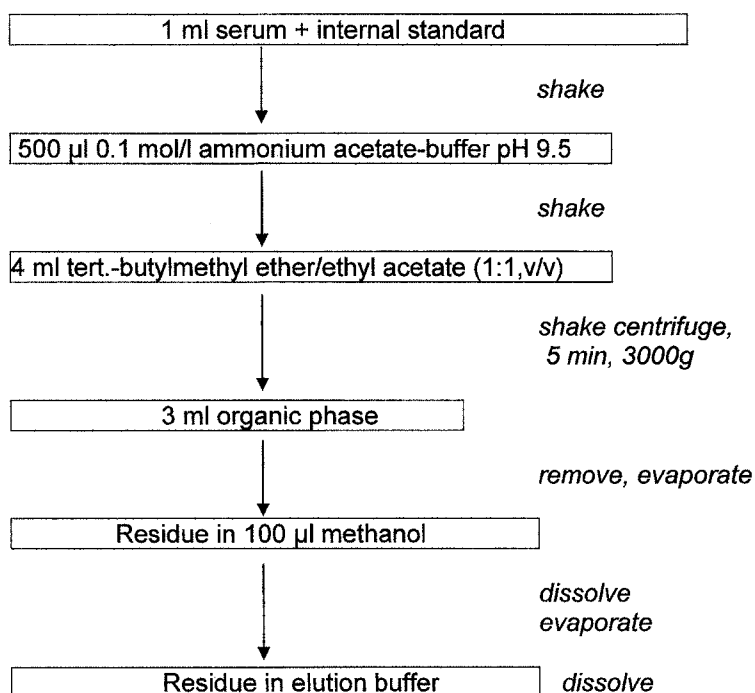 1 ml serum + internal standard
shake
500 µl 0.1 mol/l ammonium acetate-buffer pH 9.5
shake
4 ml tert.-butylmethyl ether/ethyl acetate (1:1,v/v)
shake centrifuge,
5 min, 3000g
3 ml organic phase
remove, evaporate
Residue in 100 µl methanol
dissolve
evaporate
Residue in elution buffer
dissolve